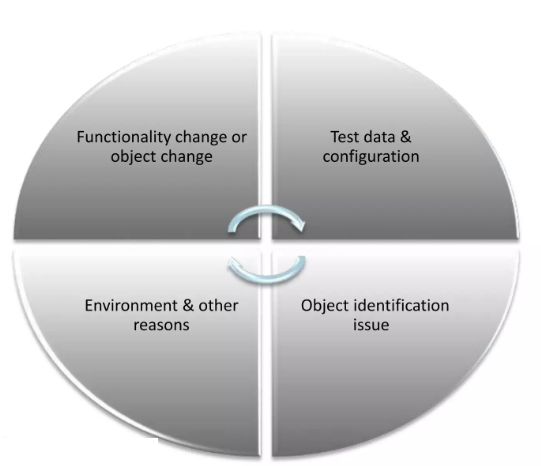 Functionality change or
object change
Test data &
configuration
Environment & other
reasons
Object identification
issue